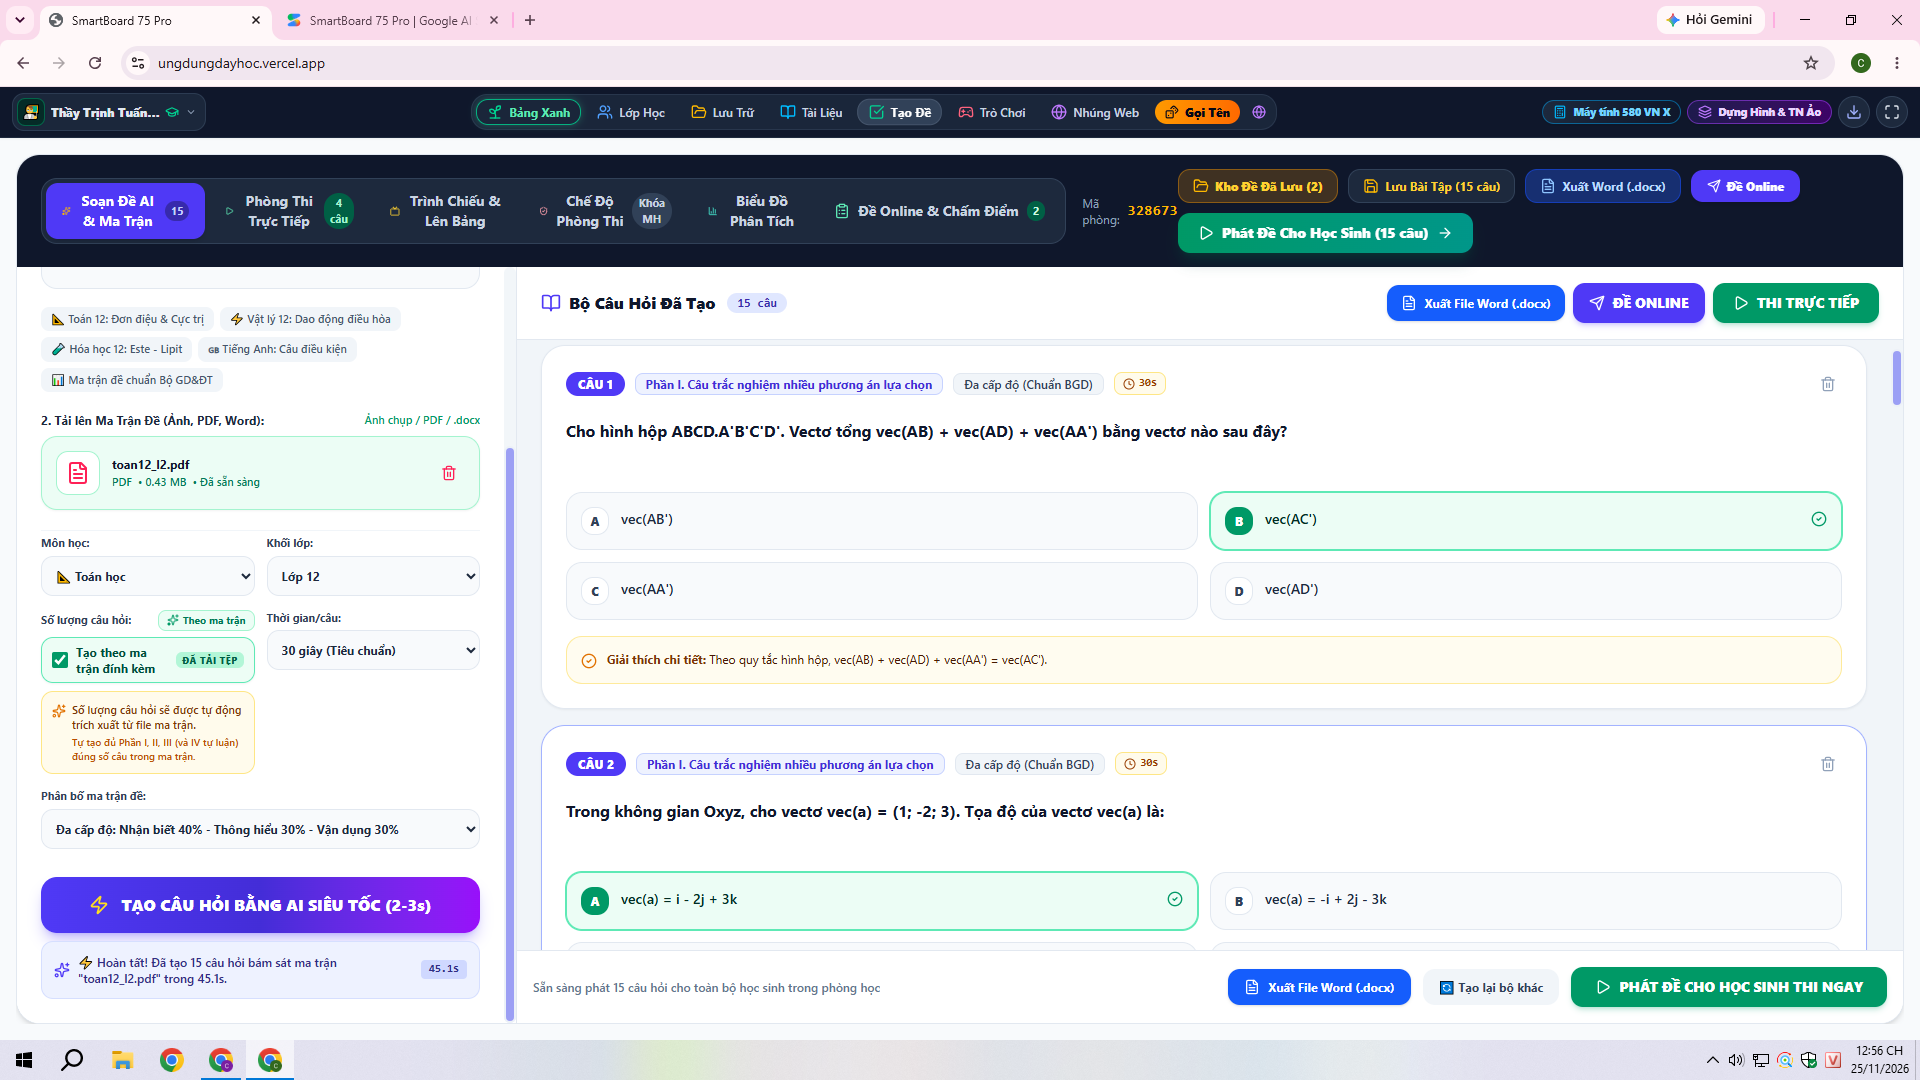 SmartBoard 75 Pro
SmartBoard 75 Pro | Google AI
Hỏi Gemini
ungdungdayhoc.vercel.app
C
Thầy Trịnh Tuấn...
Bảng Xanh
Lớp Học
Lưu Trữ
Tài Liệu
Tạo Đề
Trò Chơi
Nhúng Web
Gọi Tên
Máy tính 580 VN X
Dựng Hình & TN Ảo
Soạn Đề AI & Ma Trận 15
Phòng Thi Trực Tiếp 4 câu
Trình Chiếu & Lên Bảng
Chế Độ Phòng Thi Khóa MH
Biểu Đồ Phân Tích
Đề Online & Chấm Điểm 2
Mã phòng: 328673
Kho Đề Đã Lưu (2)
Lưu Bài Tập (15 câu)
Xuất Word (.docx)
Đề Online
Phát Đề Cho Học Sinh (15 câu)
Toán 12: Đơn điệu & Cực trị
Vật lý 12: Dao động điều hòa
Hóa học 12: Este - Lipit
GB Tiếng Anh: Câu điều kiện
Ma trận đề chuẩn Bộ GD&ĐT
2. Tải lên Ma Trận Đề (Ảnh, PDF, Word):
Ảnh chụp / PDF / .docx
toan12_l2.pdf
PDF • 0.43 MB • Đã sẵn sàng
Môn học:
Khối lớp:
Toán học
Lớp 12
Số lượng câu hỏi:
Theo ma trận
Thời gian/câu:
Tạo theo ma trận đính kèm
ĐÃ TẢI TỆP
30 giây (Tiêu chuẩn)
Số lượng câu hỏi sẽ được tự động
trích xuất từ file ma trận.
Tự tạo đủ Phần I, II, III (và IV tự luận)
đúng số câu trong ma trận.
Phân bố ma trận đề:
Đa cấp độ: Nhận biết 40% - Thông hiểu 30% - Vận dụng 30%
TẠO CÂU HỎI BẰNG AI SIÊU TỐC (2-3s)
Hoàn tất! Đã tạo 15 câu hỏi bám sát ma trận
"toan12_l2.pdf" trong 45.1s.
45.1s
Bộ Câu Hỏi Đã Tạo
15 câu
Xuất File Word (.docx)
ĐỀ ONLINE
THI TRỰC TIẾP
CÂU 1
Phần I. Câu trắc nghiệm nhiều phương án lựa chọn
Đa cấp độ (Chuẩn BGD)
30s
Cho hình hộp ABCD.A'B'C'D'. Vectơ tổng vec(AB) + vec(AD) + vec(AA') bằng vectơ nào sau đây?
A vec(AB')
B vec(AC')
C vec(AA')
D vec(AD')
Giải thích chi tiết: Theo quy tắc hình hộp, vec(AB) + vec(AD) + vec(AA') = vec(AC').
CÂU 2
Phần I. Câu trắc nghiệm nhiều phương án lựa chọn
Đa cấp độ (Chuẩn BGD)
30s
Trong không gian Oxyz, cho vectơ vec(a) = (1; -2; 3). Tọa độ của vectơ vec(a) là:
A vec(a) = i - 2j + 3k
B vec(a) = -i + 2j - 3k
Sẵn sàng phát 15 câu hỏi cho toàn bộ học sinh trong phòng học
Xuất File Word (.docx)
Tạo lại bộ khác
PHÁT ĐỀ CHO HỌC SINH THI NGAY
12:56 CH
25/11/2026